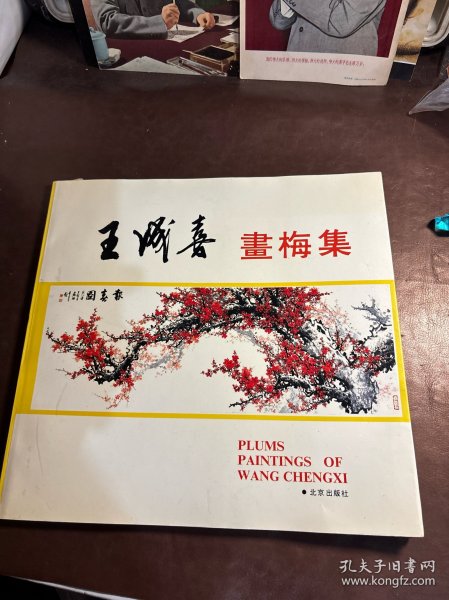 王成喜 畫梅集
報春圖
PLUMS
PAINTINGS OF
WANG CHENGXI
● 北京出版社
孔夫子旧书网
www.kongfz.com